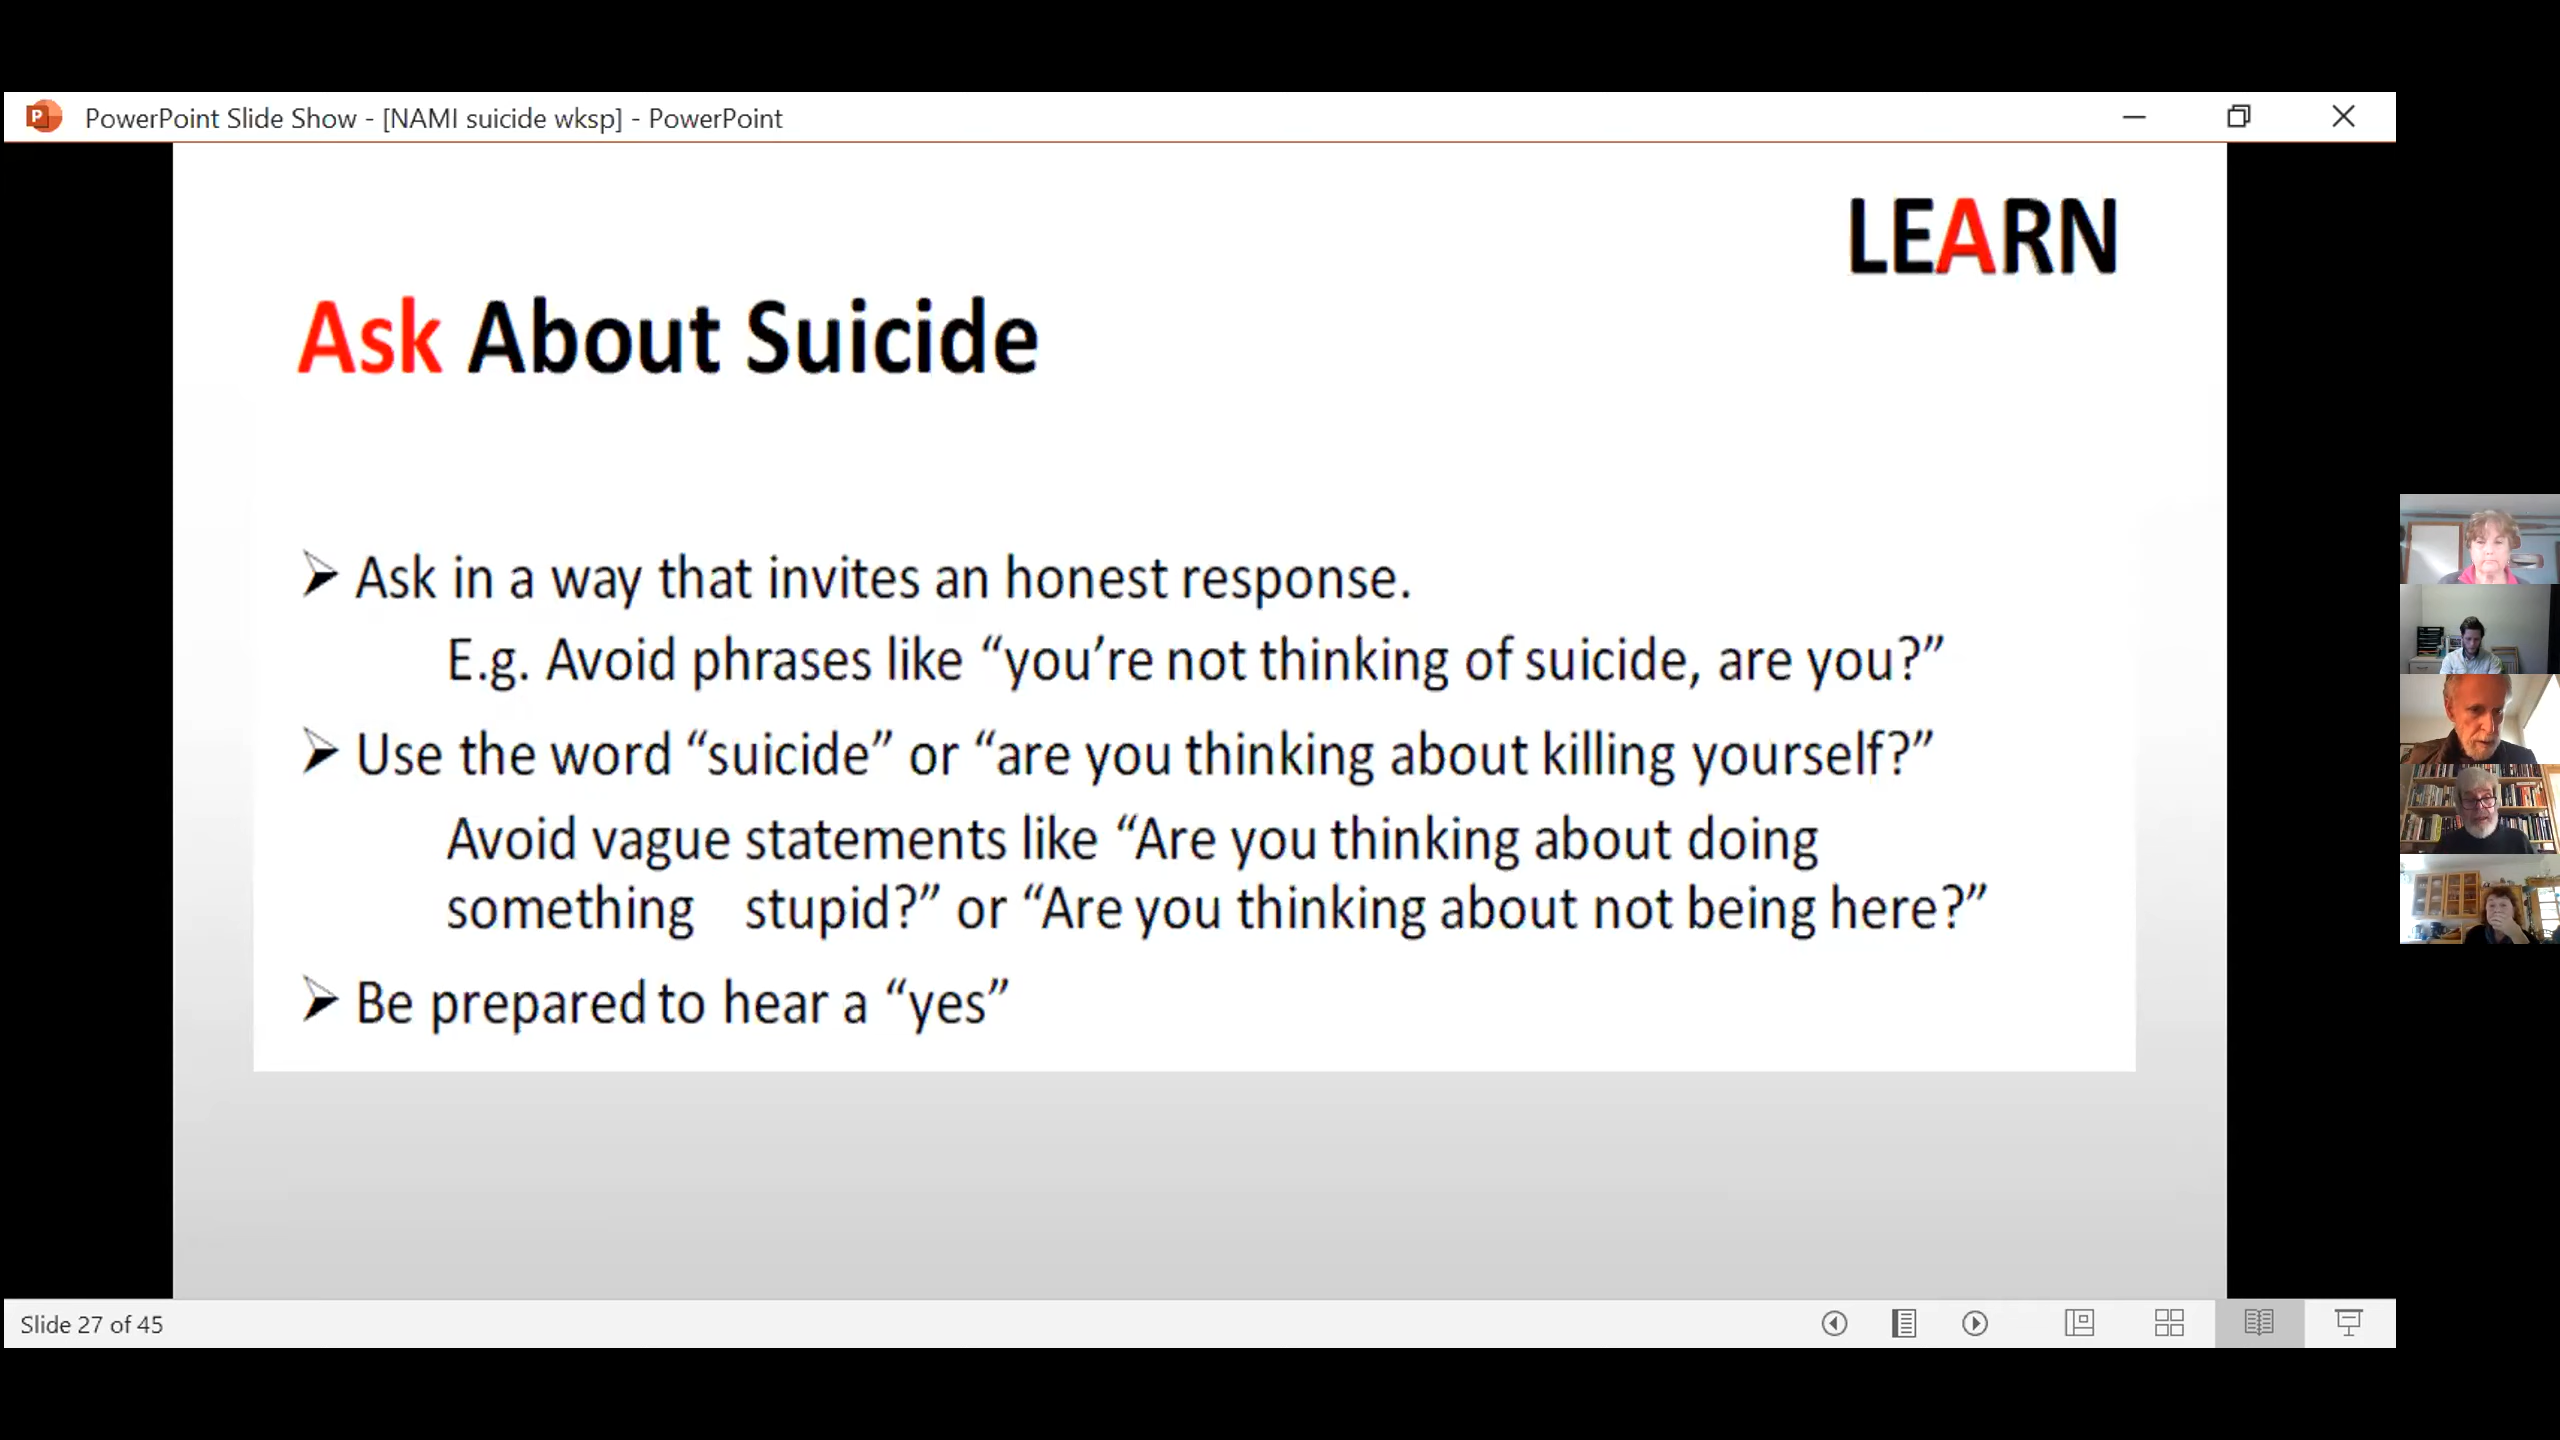 PowerPoint Slide Show - [NAMI suicide wksp] - PowerPoint
LEARN
Ask About Suicide
➢ Ask in a way that invites an honest response.
E.g. Avoid phrases like “you’re not thinking of suicide, are you?”
➢ Use the word “suicide” or “are you thinking about killing yourself?”
Avoid vague statements like “Are you thinking about doing
something stupid?” or “Are you thinking about not being here?”
➢ Be prepared to hear a “yes”
Slide 27 of 45